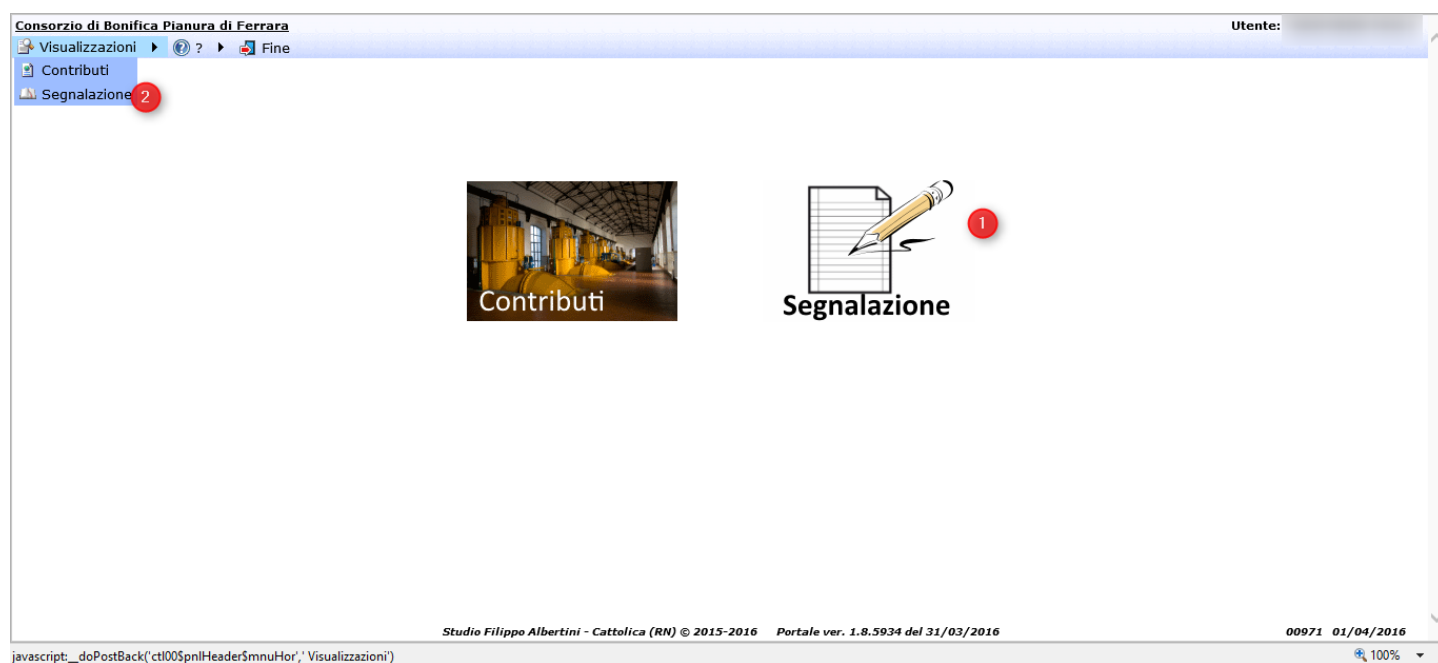 Consorzio di Bonifica Pianura di Ferrara
Utente:
Visualizzazioni ? Fine
Contributi
Segnalazione 2
1
Contributi
Segnalazione
Studio Filippo Albertini - Cattolica (RN) © 2015-2016 Portale ver. 1.8.5934 del 31/03/2016 00971 01/04/2016
javascript:__doPostBack('ctl00$pnlHeader$mnuHor',' Visualizzazioni') 100%